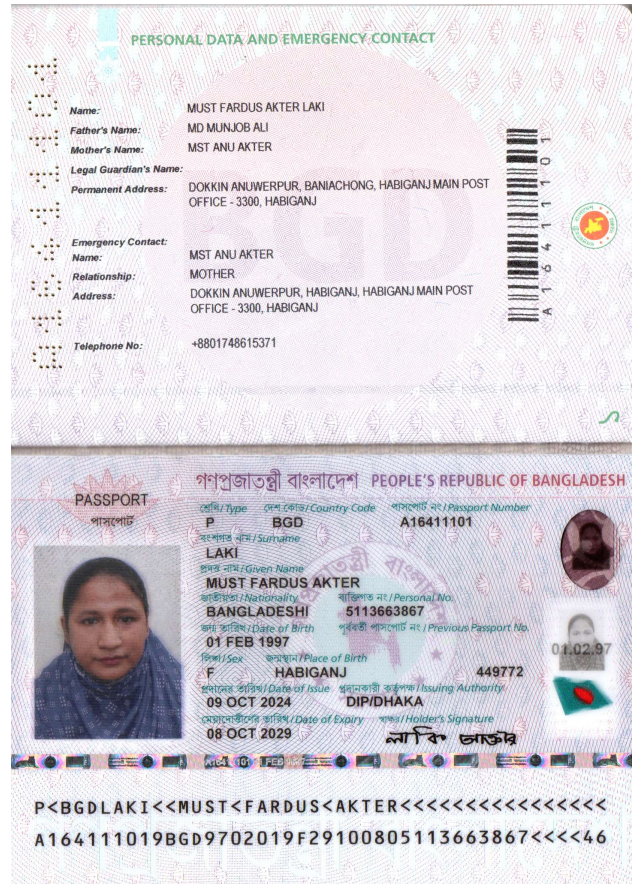 PERSONAL DATA AND EMERGENCY CONTACT
Name: MUST FARDUS AKTER LAKI
Father's Name: MD MUNJOB ALI
Mother's Name: MST ANU AKTER
Legal Guardian's Name:
Permanent Address: DOKKIN ANUWERPUR, BANIACHONG, HABIGANJ MAIN POST
OFFICE - 3300, HABIGANJ
Emergency Contact:
Name: MST ANU AKTER
Relationship: MOTHER
Address: DOKKIN ANUWERPUR, HABIGANJ, HABIGANJ MAIN POST
OFFICE - 3300, HABIGANJ
Telephone No: +8801748615371
BGD
A16411101
গণপ্রজাতন্ত্রী বাংলাদেশ PEOPLE'S REPUBLIC OF BANGLADESH
PASSPORT
পাসপোর্ট
শ্রেণি/Type দেশ কোড/Country Code পাসপোর্ট নং/Passport Number
P BGD A16411101
বংশগত নাম/Surname
LAKI
প্রদত্ত নাম/Given Name
MUST FARDUS AKTER
জাতীয়তা/Nationality ব্যক্তিগত নং/Personal No.
BANGLADESHI 5113663867
জন্ম তারিখ/Date of Birth পূর্ববর্তী পাসপোর্ট নং/Previous Passport No.
01 FEB 1997
লিঙ্গ/Sex জন্মস্থান/Place of Birth
F HABIGANJ 449772
প্রদানের তারিখ/Date of Issue প্রদানকারী কর্তৃপক্ষ/Issuing Authority
09 OCT 2024 DIP/DHAKA
মেয়াদোত্তীর্ণের তারিখ/Date of Expiry স্বাক্ষর/Holder's Signature
08 OCT 2029 লাকি আক্তার
01.02.97
P<BGDLAKI<<MUST<FARDUS<AKTER<<<<<<<<<<<<<<<<
A164111019BGD9702019F29100805113663867<<<<46